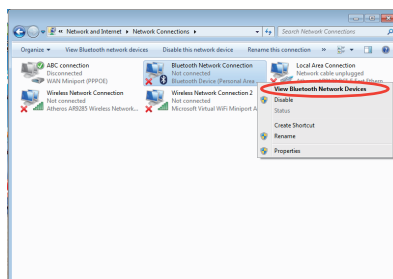 « Network and Internet ▸ Network Connections ▸
Search Network Connections
Organize ▾ View Bluetooth network devices Disable this network device Rename this connection »
ABC connection
Disconnected
WAN Miniport (PPPOE)
Bluetooth Network Connection
Not connected
Bluetooth Device (Personal Area ...
Local Area Connection
Network cable unplugged
Wireless Network Connection
Not connected
Atheros AR9285 Wireless Network...
Wireless Network Connection 2
Not connected
Microsoft Virtual WiFi Miniport A
View Bluetooth Network Devices
Disable
Status
Create Shortcut
Rename
Properties